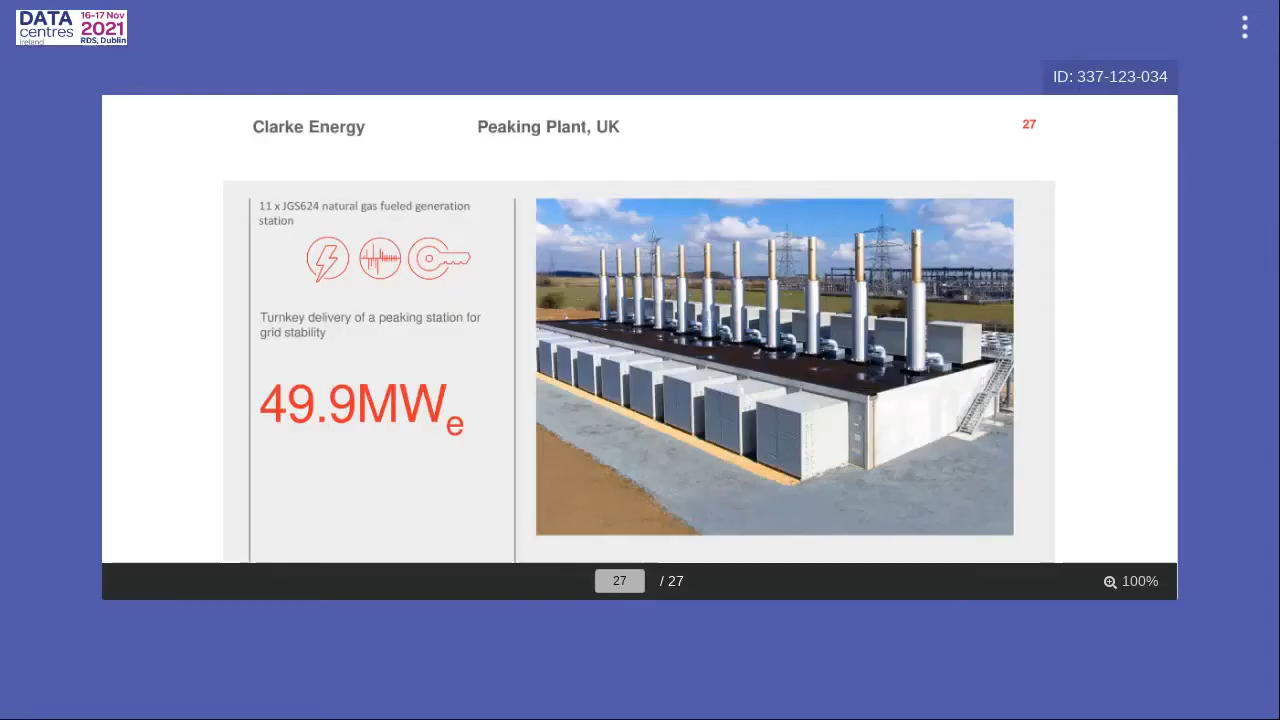 DATA
centres
Ireland
16-17 Nov
2021
RDS, Dublin
ID: 337-123-034
Clarke Energy
Peaking Plant, UK
27
11 x JGS624 natural gas fueled generation
station
Turnkey delivery of a peaking station for
grid stability
49.9MWe
27
/ 27
100%